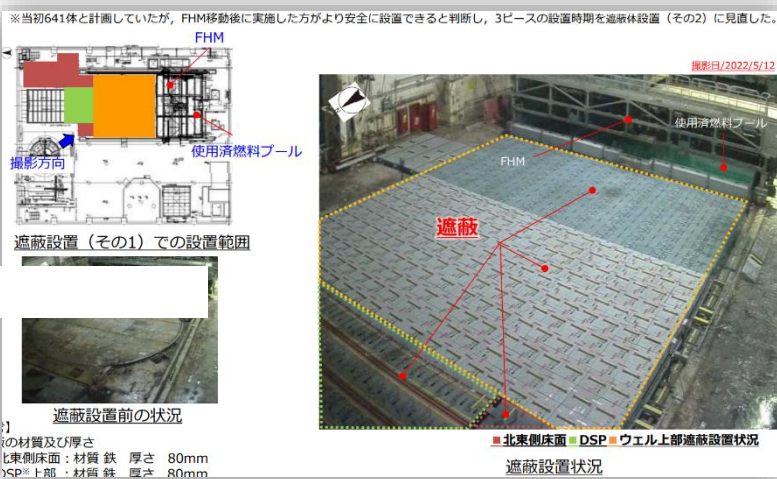 ※当初641体と計画していたが，FHM移動後に実施した方がより安全に設置できると判断し，3ピースの設置時期を遮蔽体設置（その2）に見直した。
FHM
撮影方向
使用済燃料プール
遮蔽設置（その1）での設置範囲
撮影日/2022/5/12
使用済燃料プール
FHM
遮蔽
遮蔽設置前の状況
】
の材質及び厚さ
北東側床面：材質 鉄　厚さ　80mm
DSP※上部　：材質 鉄　厚さ　80mm
■北東側床面■DSP■ウェル上部遮蔽設置状況
遮蔽設置状況